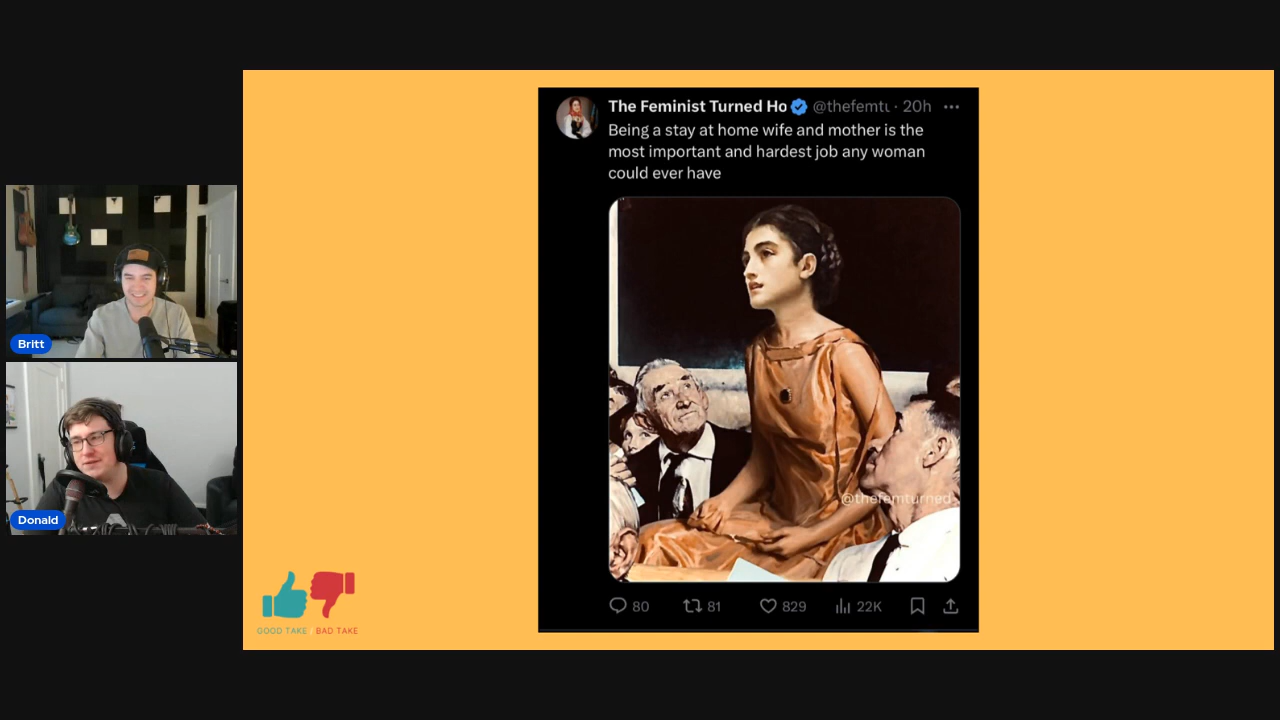 The Feminist Turned Ho @thefemtu · 20h
Being a stay at home wife and mother is the
most important and hardest job any woman
could ever have
@thefemturned
80 81 829 22K
Britt
Donald
GOOD TAKE / BAD TAKE